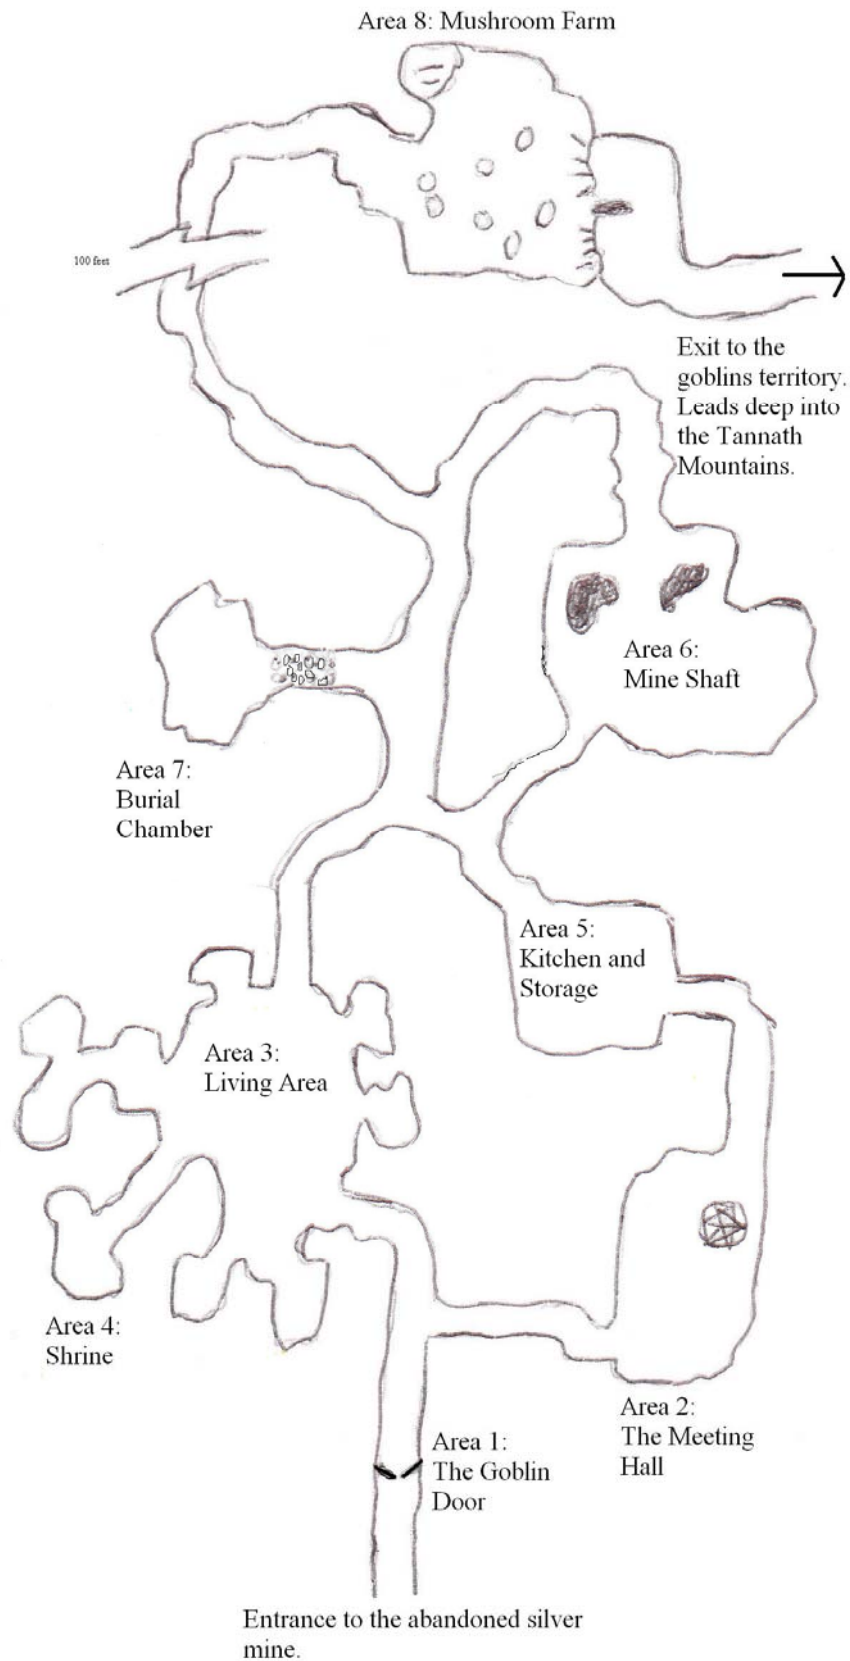 Area 8: Mushroom Farm
100 feet
Exit to the
goblins territory.
Leads deep into
the Tannath
Mountains.
Area 6:
Mine Shaft
Area 7:
Burial
Chamber
Area 5:
Kitchen and
Storage
Area 3:
Living Area
Area 4:
Shrine
Area 2:
The Meeting
Hall
Area 1:
The Goblin
Door
Entrance to the abandoned silver
mine.